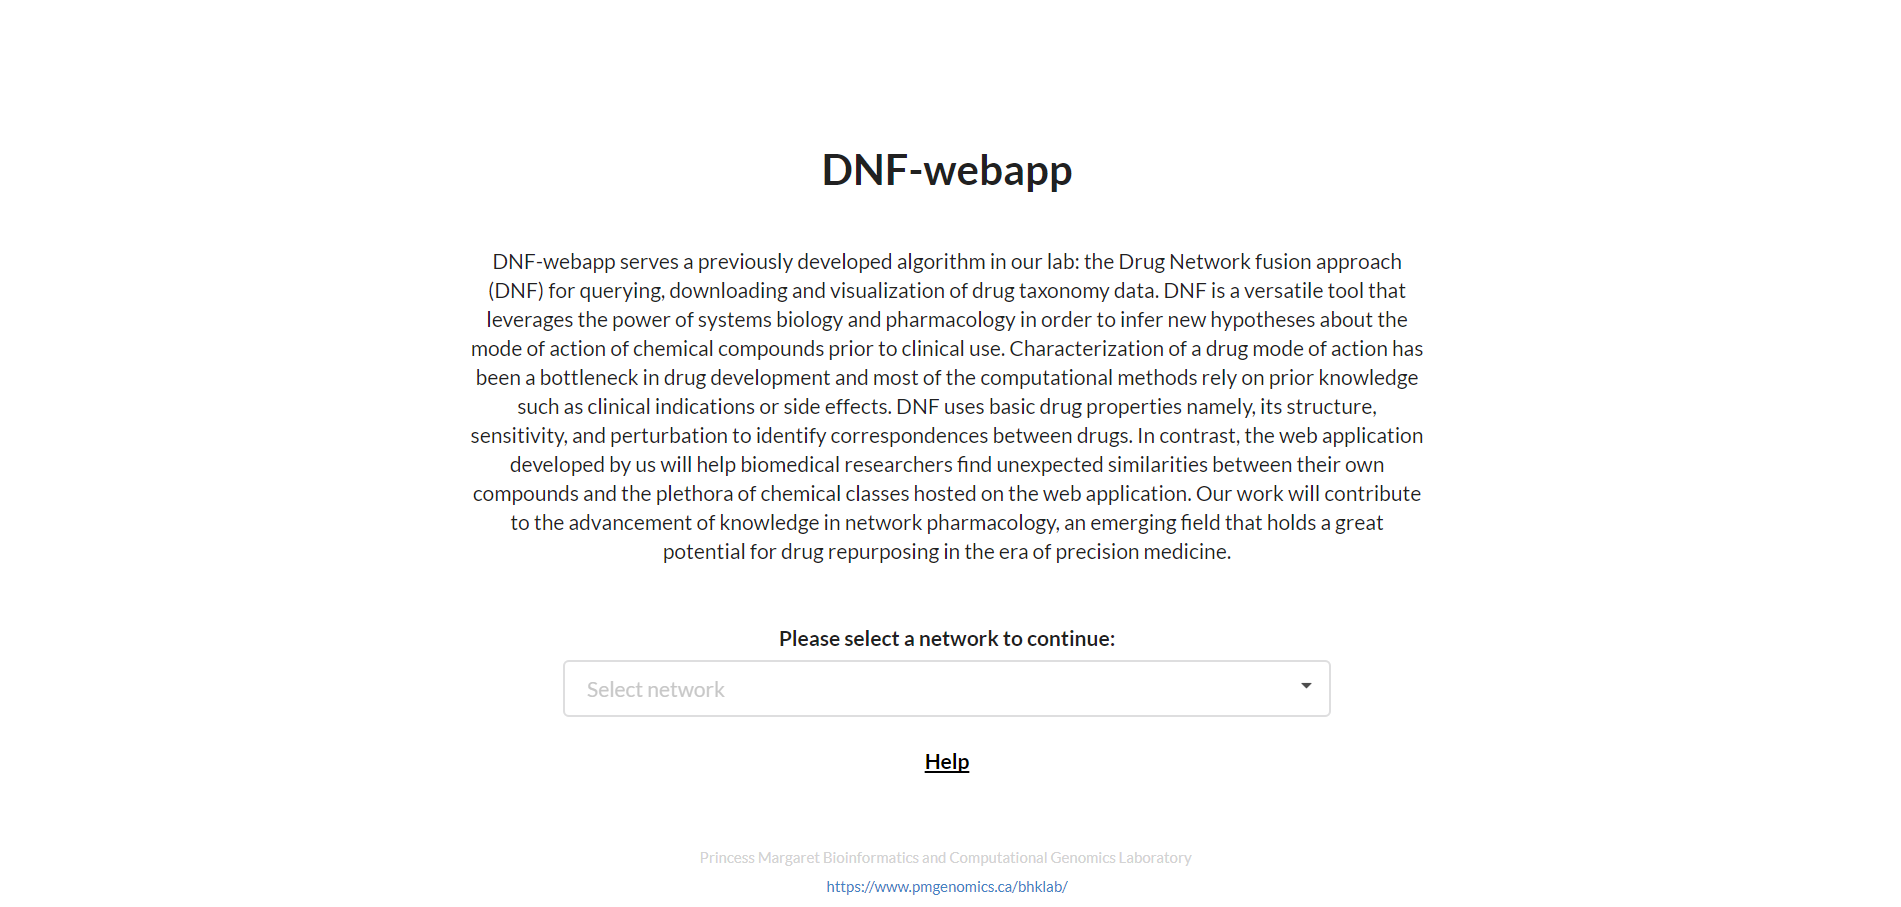 DNF-webapp
DNF-webapp serves a previously developed algorithm in our lab: the Drug Network fusion approach
(DNF) for querying, downloading and visualization of drug taxonomy data. DNF is a versatile tool that
leverages the power of systems biology and pharmacology in order to infer new hypotheses about the
mode of action of chemical compounds prior to clinical use. Characterization of a drug mode of action has
been a bottleneck in drug development and most of the computational methods rely on prior knowledge
such as clinical indications or side effects. DNF uses basic drug properties namely, its structure,
sensitivity, and perturbation to identify correspondences between drugs. In contrast, the web application
developed by us will help biomedical researchers find unexpected similarities between their own
compounds and the plethora of chemical classes hosted on the web application. Our work will contribute
to the advancement of knowledge in network pharmacology, an emerging field that holds a great
potential for drug repurposing in the era of precision medicine.
Please select a network to continue:
Select network
Help
Princess Margaret Bioinformatics and Computational Genomics Laboratory
https://www.pmgenomics.ca/bhklab/